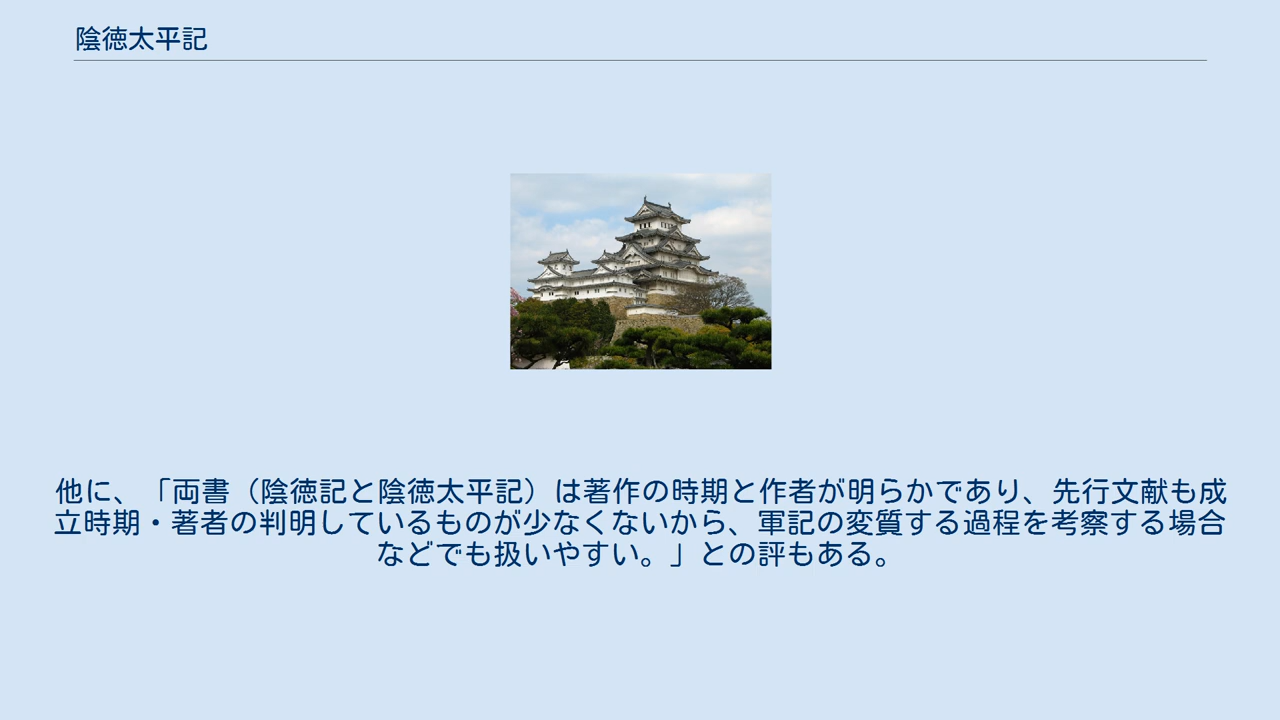 陰徳太平記
他に、「両書（陰徳記と陰徳太平記）は著作の時期と作者が明らかであり、先行文献も成
立時期・著者の判明しているものが少なくないから、軍記の変質する過程を考察する場合
などでも扱いやすい。」との評もある。